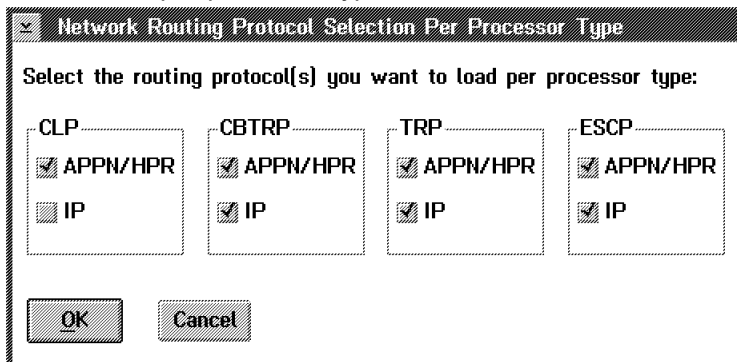 Network Routing Protocol Selection Per Processor Type
Select the routing protocol(s) you want to load per processor type:
CLP CBTRP TRP ESCP
APPN/HPR APPN/HPR APPN/HPR APPN/HPR
IP IP IP IP
OK Cancel